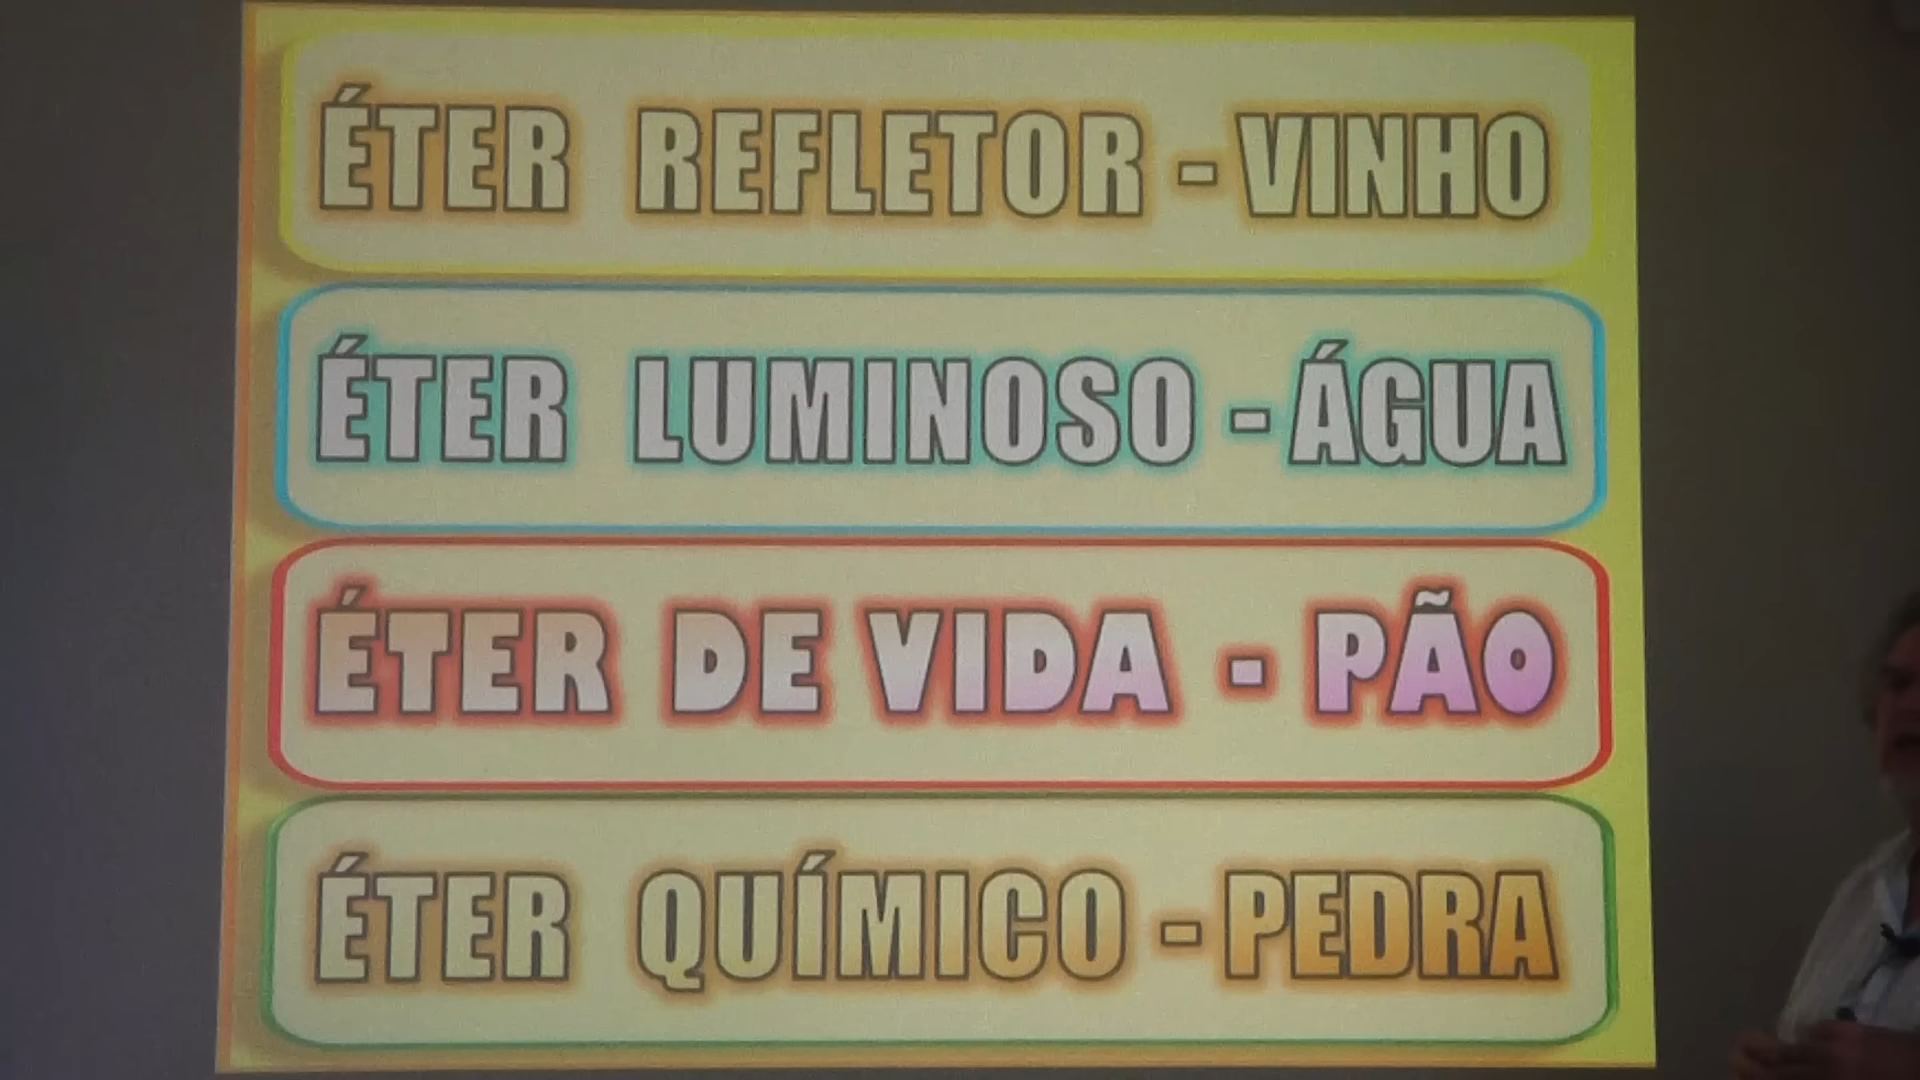 ÉTER REFLETOR - VINHO
ÉTER LUMINOSO - ÁGUA
ÉTER DE VIDA - PÃO
ÉTER QUÍMICO - PEDRA